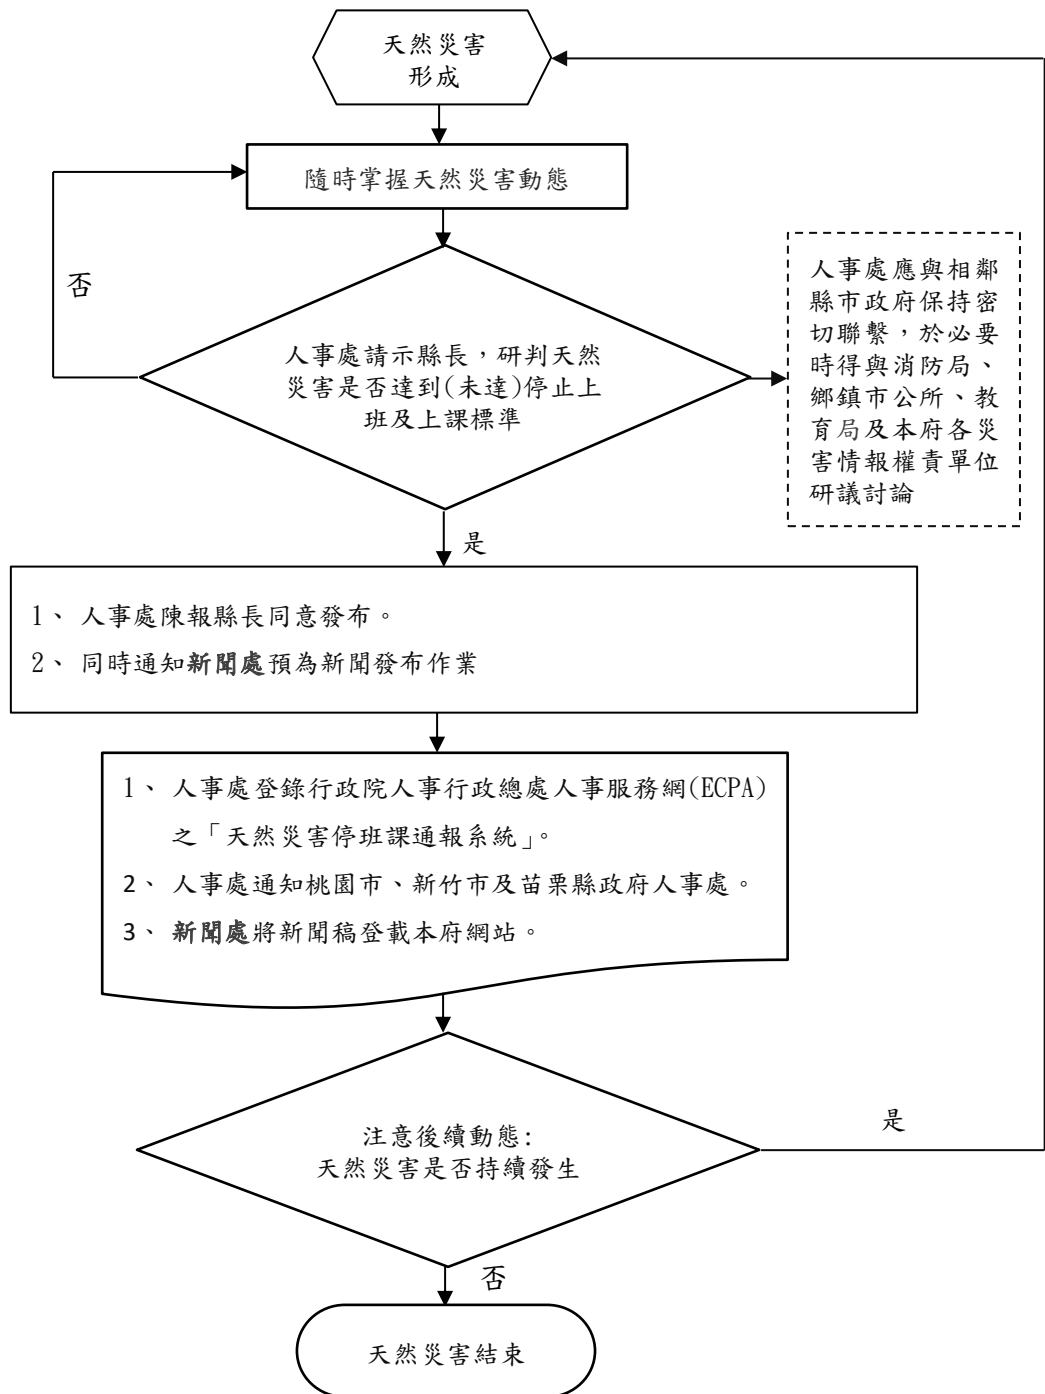 天然災害
形成
隨時掌握天然災害動態
否
人事處請示縣長，研判天然
災害是否達到(未達)停止上
班及上課標準
人事處應與相鄰
縣市政府保持密
切聯繫，於必要
時得與消防局、
鄉鎮市公所、教
育局及本府各災
害情報權責單位
研議討論
是
1、 人事處陳報縣長同意發布。
2、 同時通知新聞處預為新聞發布作業
1、 人事處登錄行政院人事行政總處人事服務網(ECPA)
之「天然災害停班課通報系統」。
2、 人事處通知桃園市、新竹市及苗栗縣政府人事處。
3、 新聞處將新聞稿登載本府網站。
注意後續動態:
天然災害是否持續發生
是
否
天然災害結束